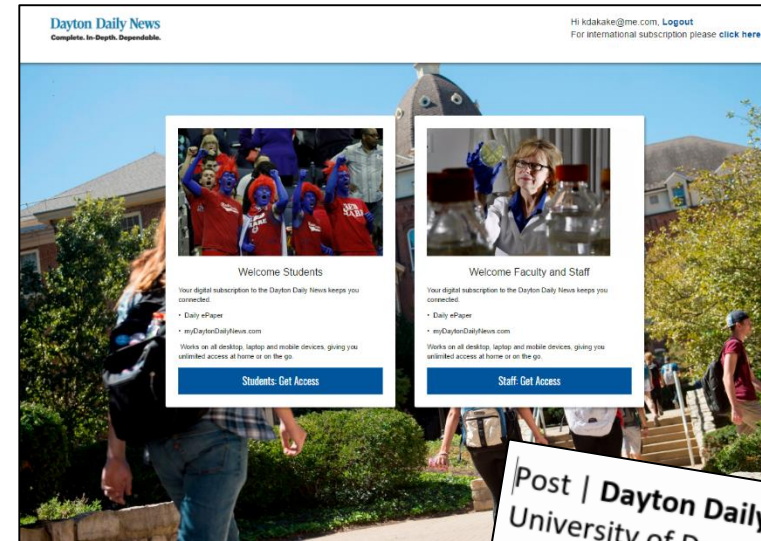 Dayton Daily News
Complete. In-Depth. Dependable.
Hi kdakake@me.com, Logout
For international subscription please click here
Welcome Students
Your digital subscription to the Dayton Daily News keeps you
connected.
• Daily ePaper
• myDaytonDailyNews.com
Works on all desktop, laptop and mobile devices, giving you
unlimited access at home or on the go.
Students: Get Access
Welcome Faculty and Staff
Your digital subscription to the Dayton Daily News keeps you
connected.
• Daily ePaper
• myDaytonDailyNews.com
Works on all desktop, laptop and mobile devices, giving you
unlimited access at home or on the go.
Staff: Get Access
Post | Dayton Daily
University of